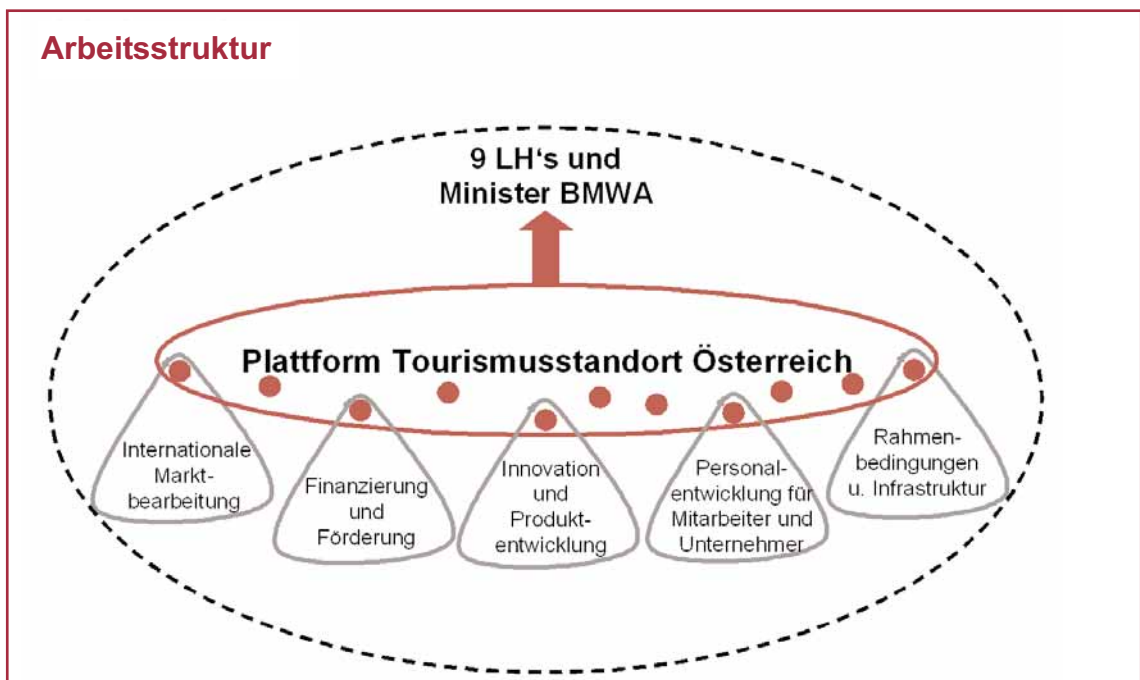 Arbeitsstruktur
9 LH‘s und
Minister BMWA
Plattform Tourismusstandort Österreich
Internationale
Markt-
bearbeitung
Finanzierung
und
Förderung
Innovation
und
Produkt-
entwicklung
Personal-
entwicklung für
Mitarbeiter und
Unternehmer
Rahmen-
bedingungen
u. Infrastruktur